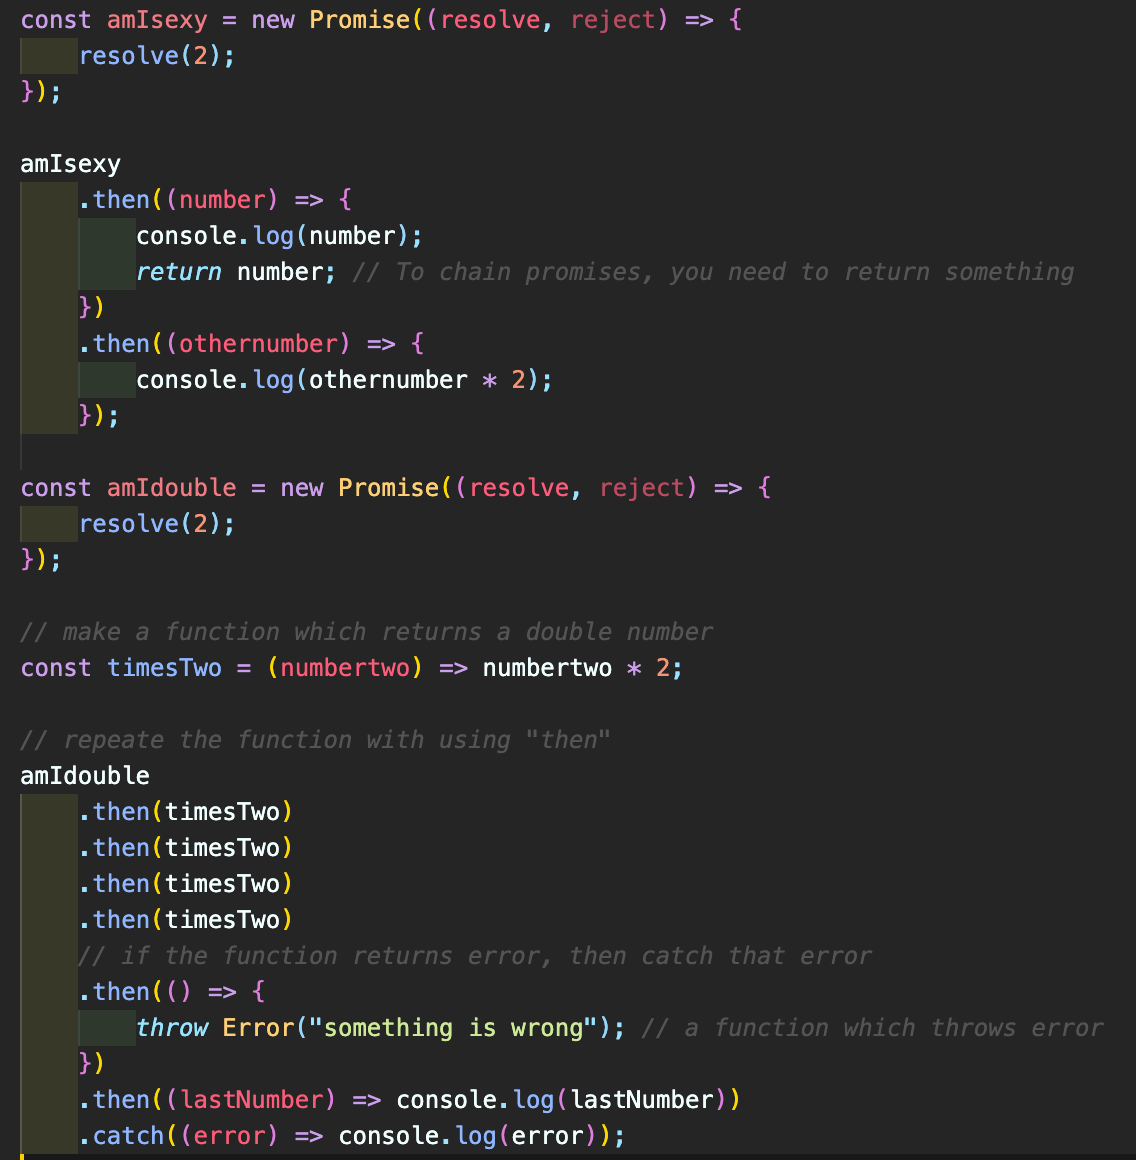 const amIsexy = new Promise((resolve, reject) => {
resolve(2);
});
amIsexy
.then((number) => {
console.log(number);
return number; // To chain promises, you need to return something
})
.then((othernumber) => {
console.log(othernumber * 2);
});
const amIdouble = new Promise((resolve, reject) => {
resolve(2);
});
// make a function which returns a double number
const timesTwo = (numbertwo) => numbertwo * 2;
// repeate the function with using "then"
amIdouble
.then(timesTwo)
.then(timesTwo)
.then(timesTwo)
.then(timesTwo)
// if the function returns error, then catch that error
.then(() => {
throw Error("something is wrong"); // a function which throws error
})
.then((lastNumber) => console.log(lastNumber))
.catch((error) => console.log(error));